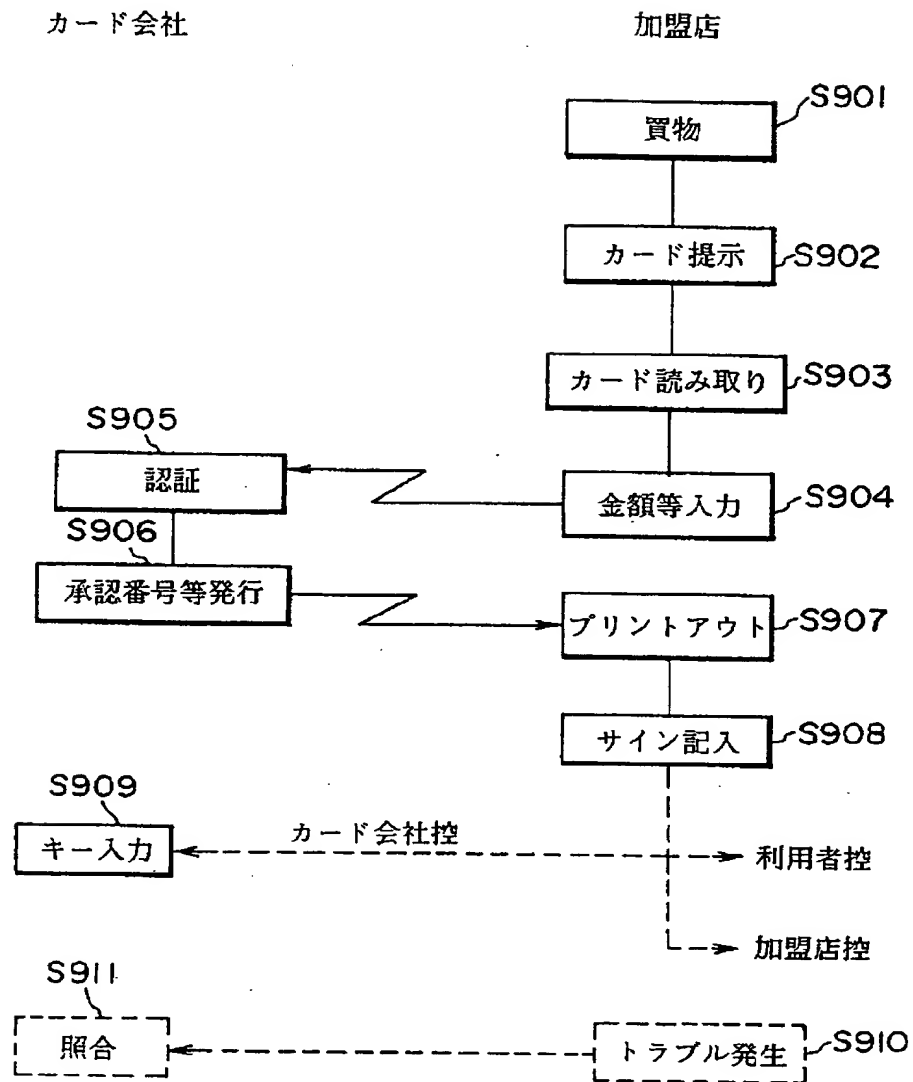 カード会社
加盟店
S901
買物
カード提示
S902
カード読み取り
S903
S905
認証
金額等入力
S904
S906
承認番号等発行
プリントアウト
S907
サイン記入
S908
S909
キー入力
カード会社控
利用者控
加盟店控
S911
照合
トラブル発生
S910